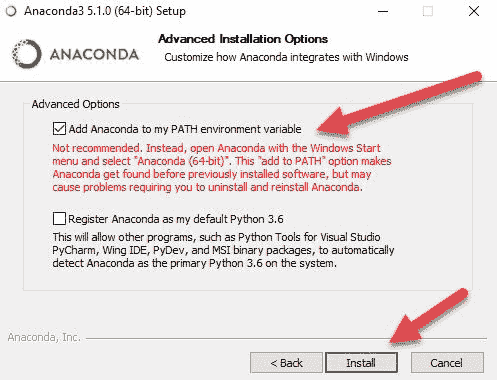 Anaconda3 5.1.0 (64-bit) Setup
Advanced Installation Options
Customize how Anaconda integrates with Windows
ANACONDA
Advanced Options
Add Anaconda to my PATH environment variable
Not recommended. Instead, open Anaconda with the Windows Start
menu and select "Anaconda (64-bit)". This "add to PATH" option makes
Anaconda get found before previously installed software, but may
cause problems requiring you to uninstall and reinstall Anaconda.
Register Anaconda as my default Python 3.6
This will allow other programs, such as Python Tools for Visual Studio
PyCharm, Wing IDE, PyDev, and MSI binary packages, to automatically
detect Anaconda as the primary Python 3.6 on the system.
Anaconda, Inc.
< Back
Install
Cancel